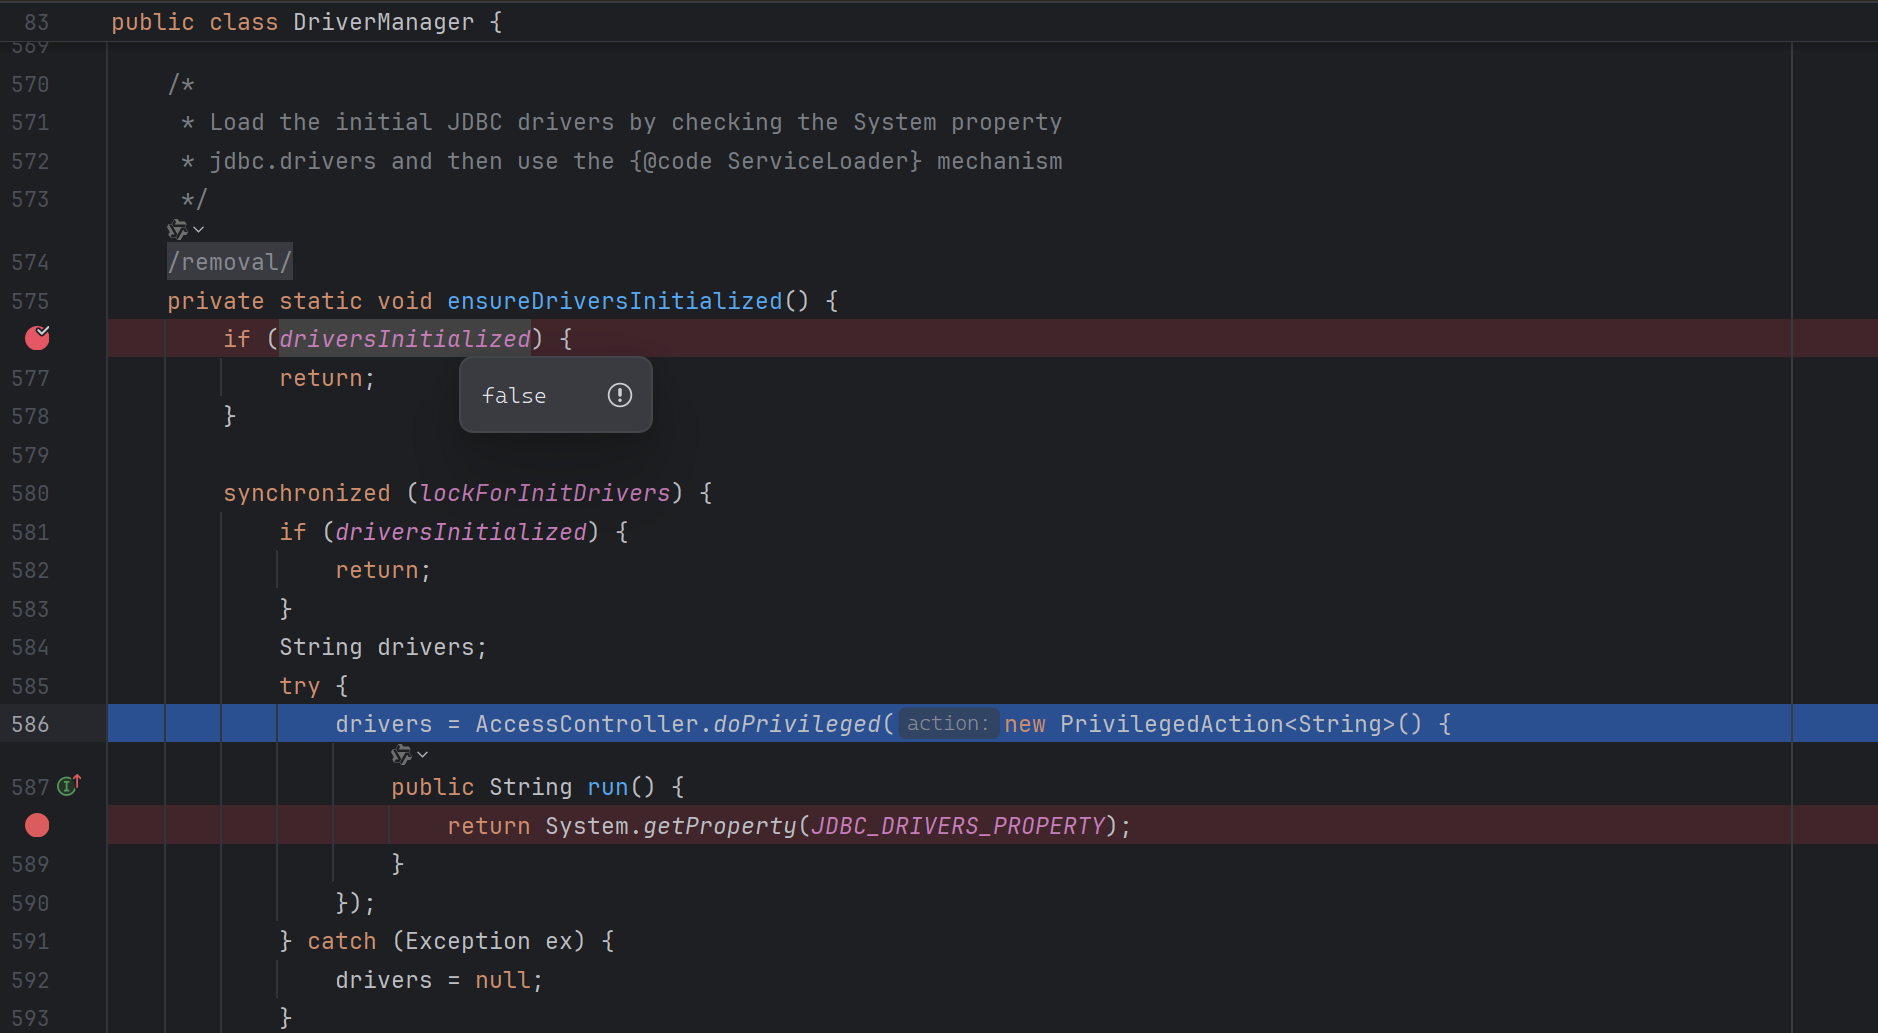 83 public class DriverManager {
569
570 /*
571 * Load the initial JDBC drivers by checking the System property
572 * jdbc.drivers and then use the {@code ServiceLoader} mechanism
573 */
574 /removal/
575 private static void ensureDriversInitialized() {
if (driversInitialized) {
577 return;
false
578 }
579
580 synchronized (lockForInitDrivers) {
581 if (driversInitialized) {
582 return;
583 }
584 String drivers;
585 try {
586 drivers = AccessController.doPrivileged( action: new PrivilegedAction<String>() {
587 public String run() {
return System.getProperty(JDBC_DRIVERS_PROPERTY);
589 }
590 });
591 } catch (Exception ex) {
592 drivers = null;
593 }